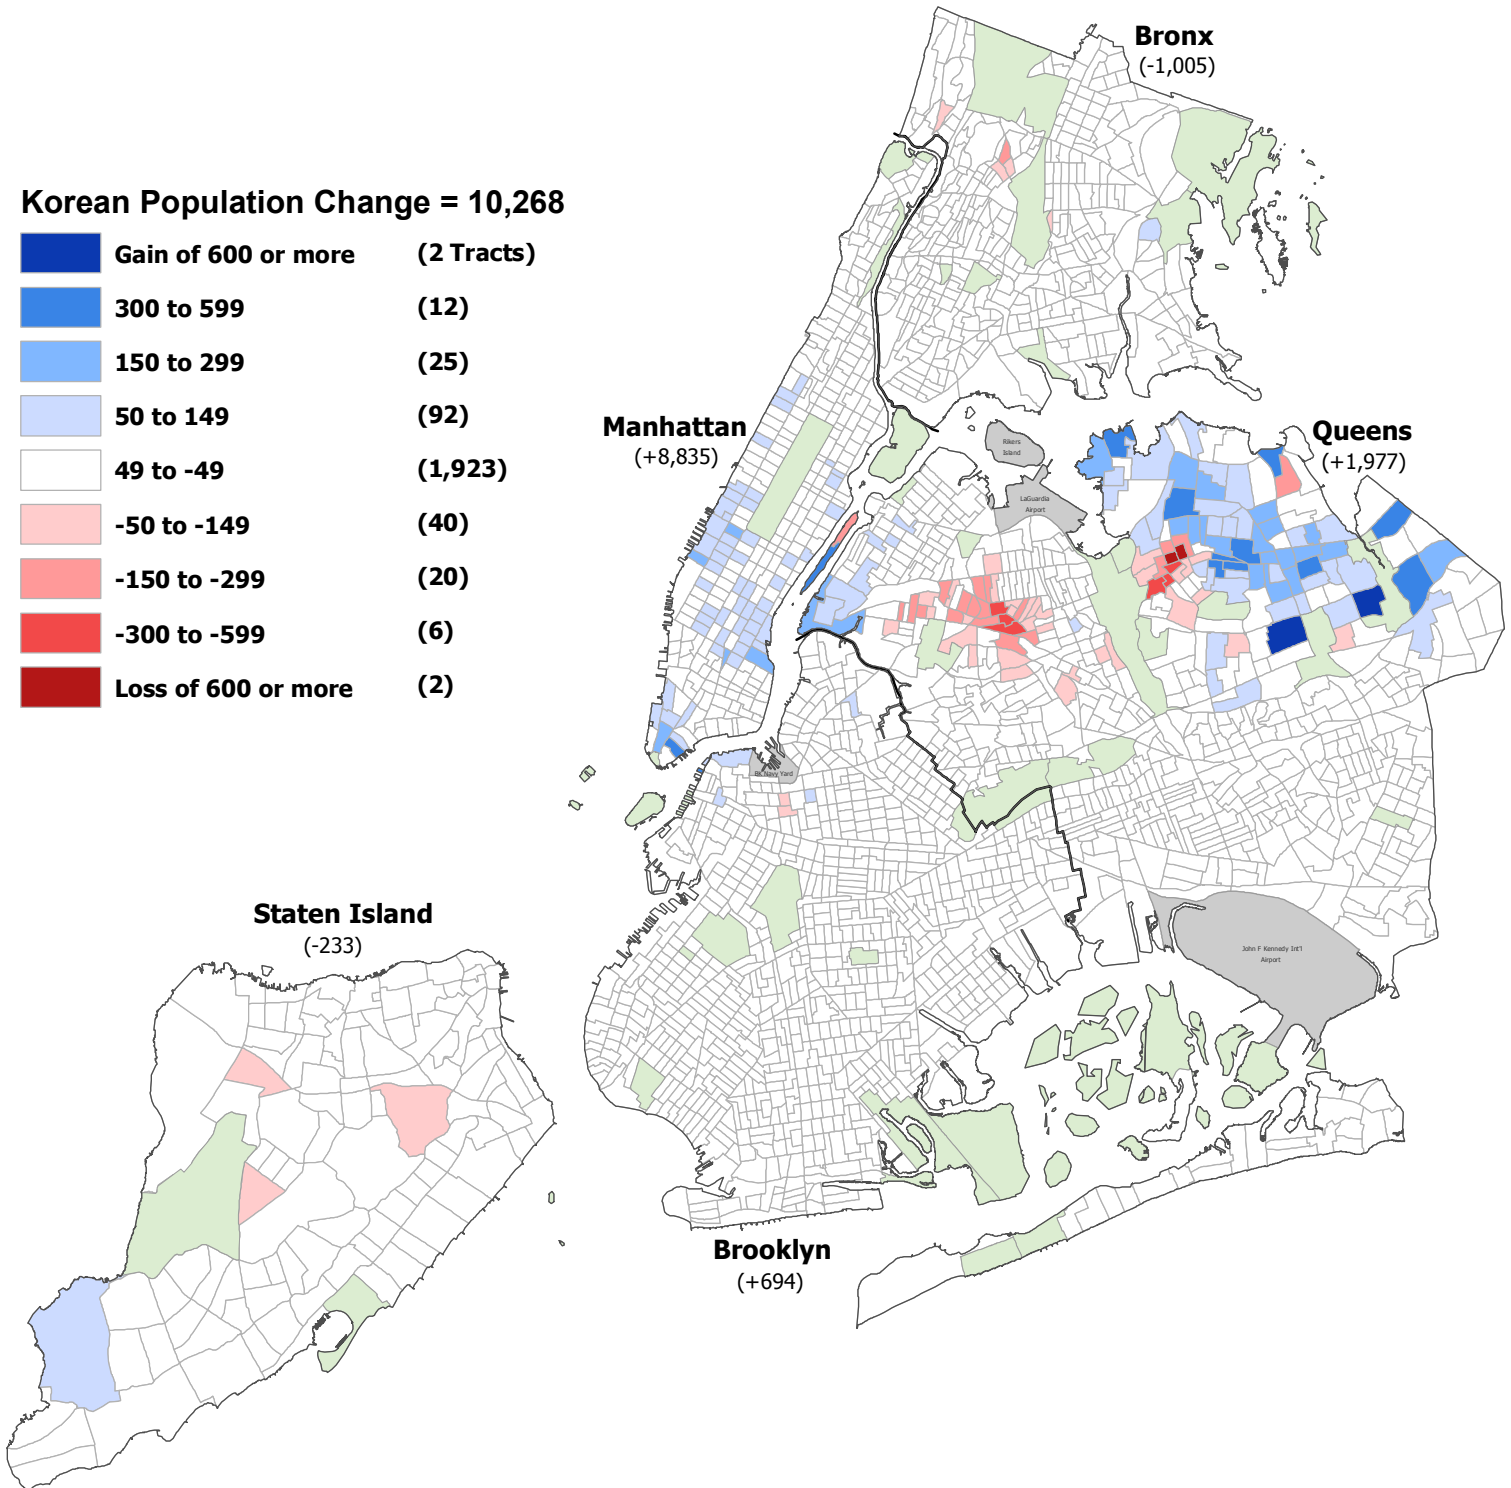 Bronx
(-1,005)
Korean Population Change = 10,268
Gain of 600 or more (2 Tracts)
300 to 599 (12)
150 to 299 (25)
50 to 149 (92)
49 to -49 (1,923)
-50 to -149 (40)
-150 to -299 (20)
-300 to -599 (6)
Loss of 600 or more (2)
Manhattan
(+8,835)
Queens
(+1,977)
Rikers
Island
LaGuardia
Airport
BK Navy Yard
Staten Island
(-233)
John F Kennedy Int'l
Airport
Brooklyn
(+694)